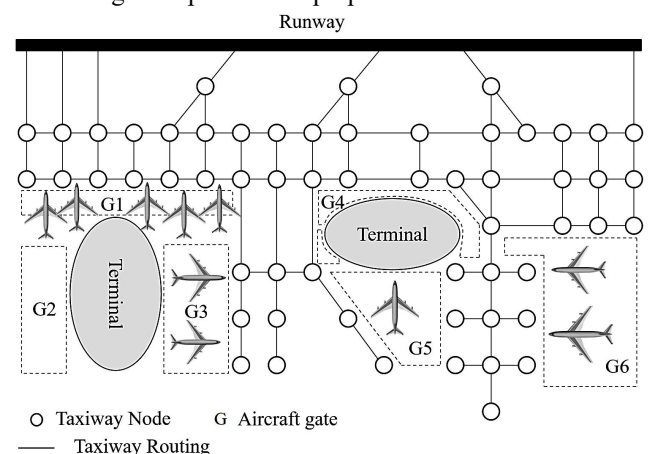 Runway
G1
G4
Terminal
Terminal
G2
G3
G5
G6
Taxiway Node
G Aircraft gate
Taxiway Routing